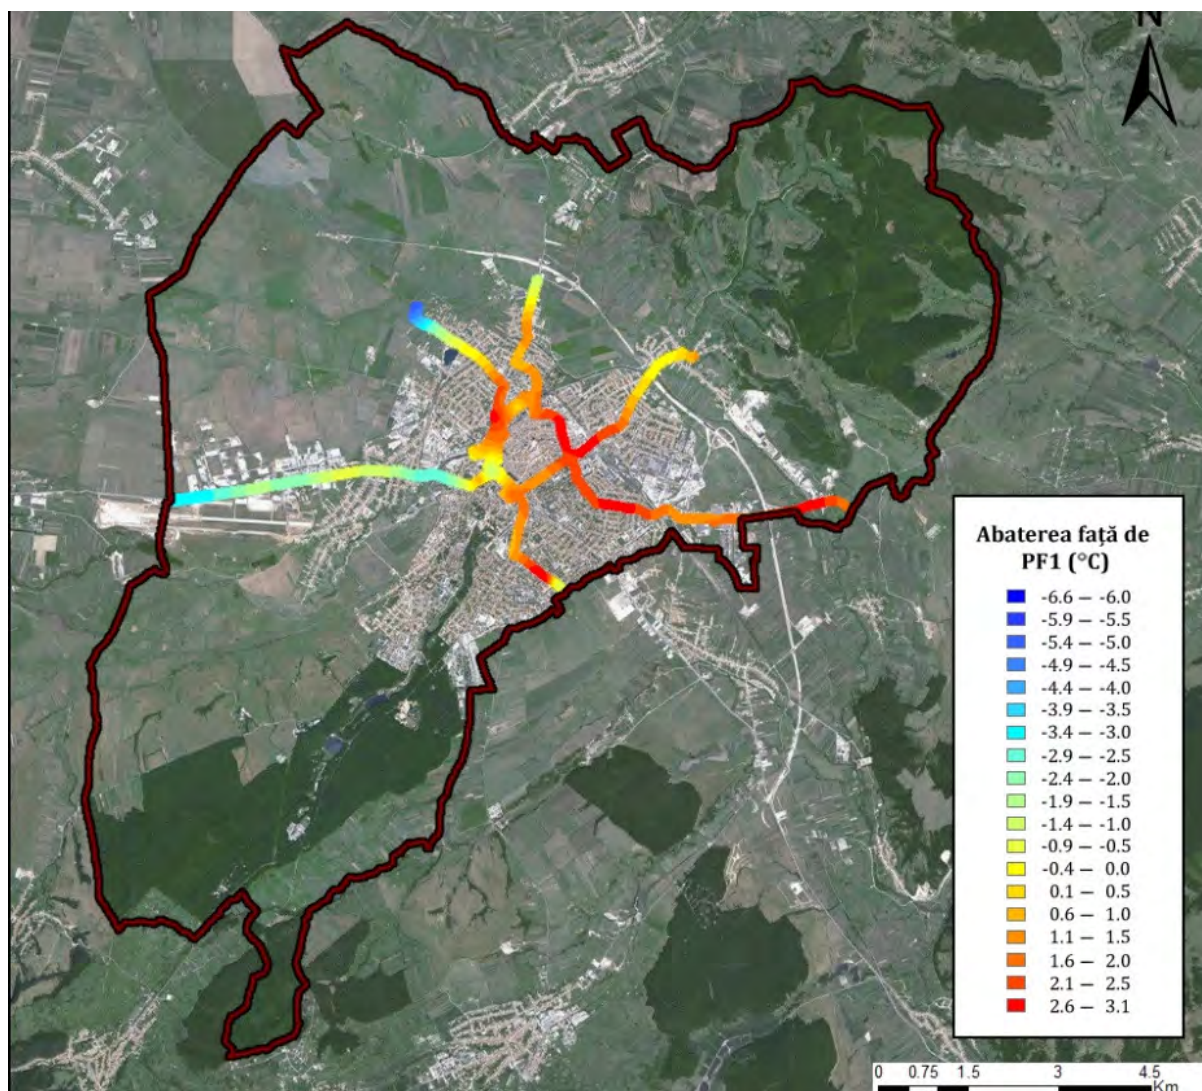 N
Abaterea față de
PF1 (°C)
-6.6 — -6.0
-5.9 — -5.5
-5.4 — -5.0
-4.9 — -4.5
-4.4 — -4.0
-3.9 — -3.5
-3.4 — -3.0
-2.9 — -2.5
-2.4 — -2.0
-1.9 — -1.5
-1.4 — -1.0
-0.9 — -0.5
-0.4 — 0.0
0.1 — 0.5
0.6 — 1.0
1.1 — 1.5
1.6 — 2.0
2.1 — 2.5
2.6 — 3.1
0 0.75 1.5 3 4.5
Km